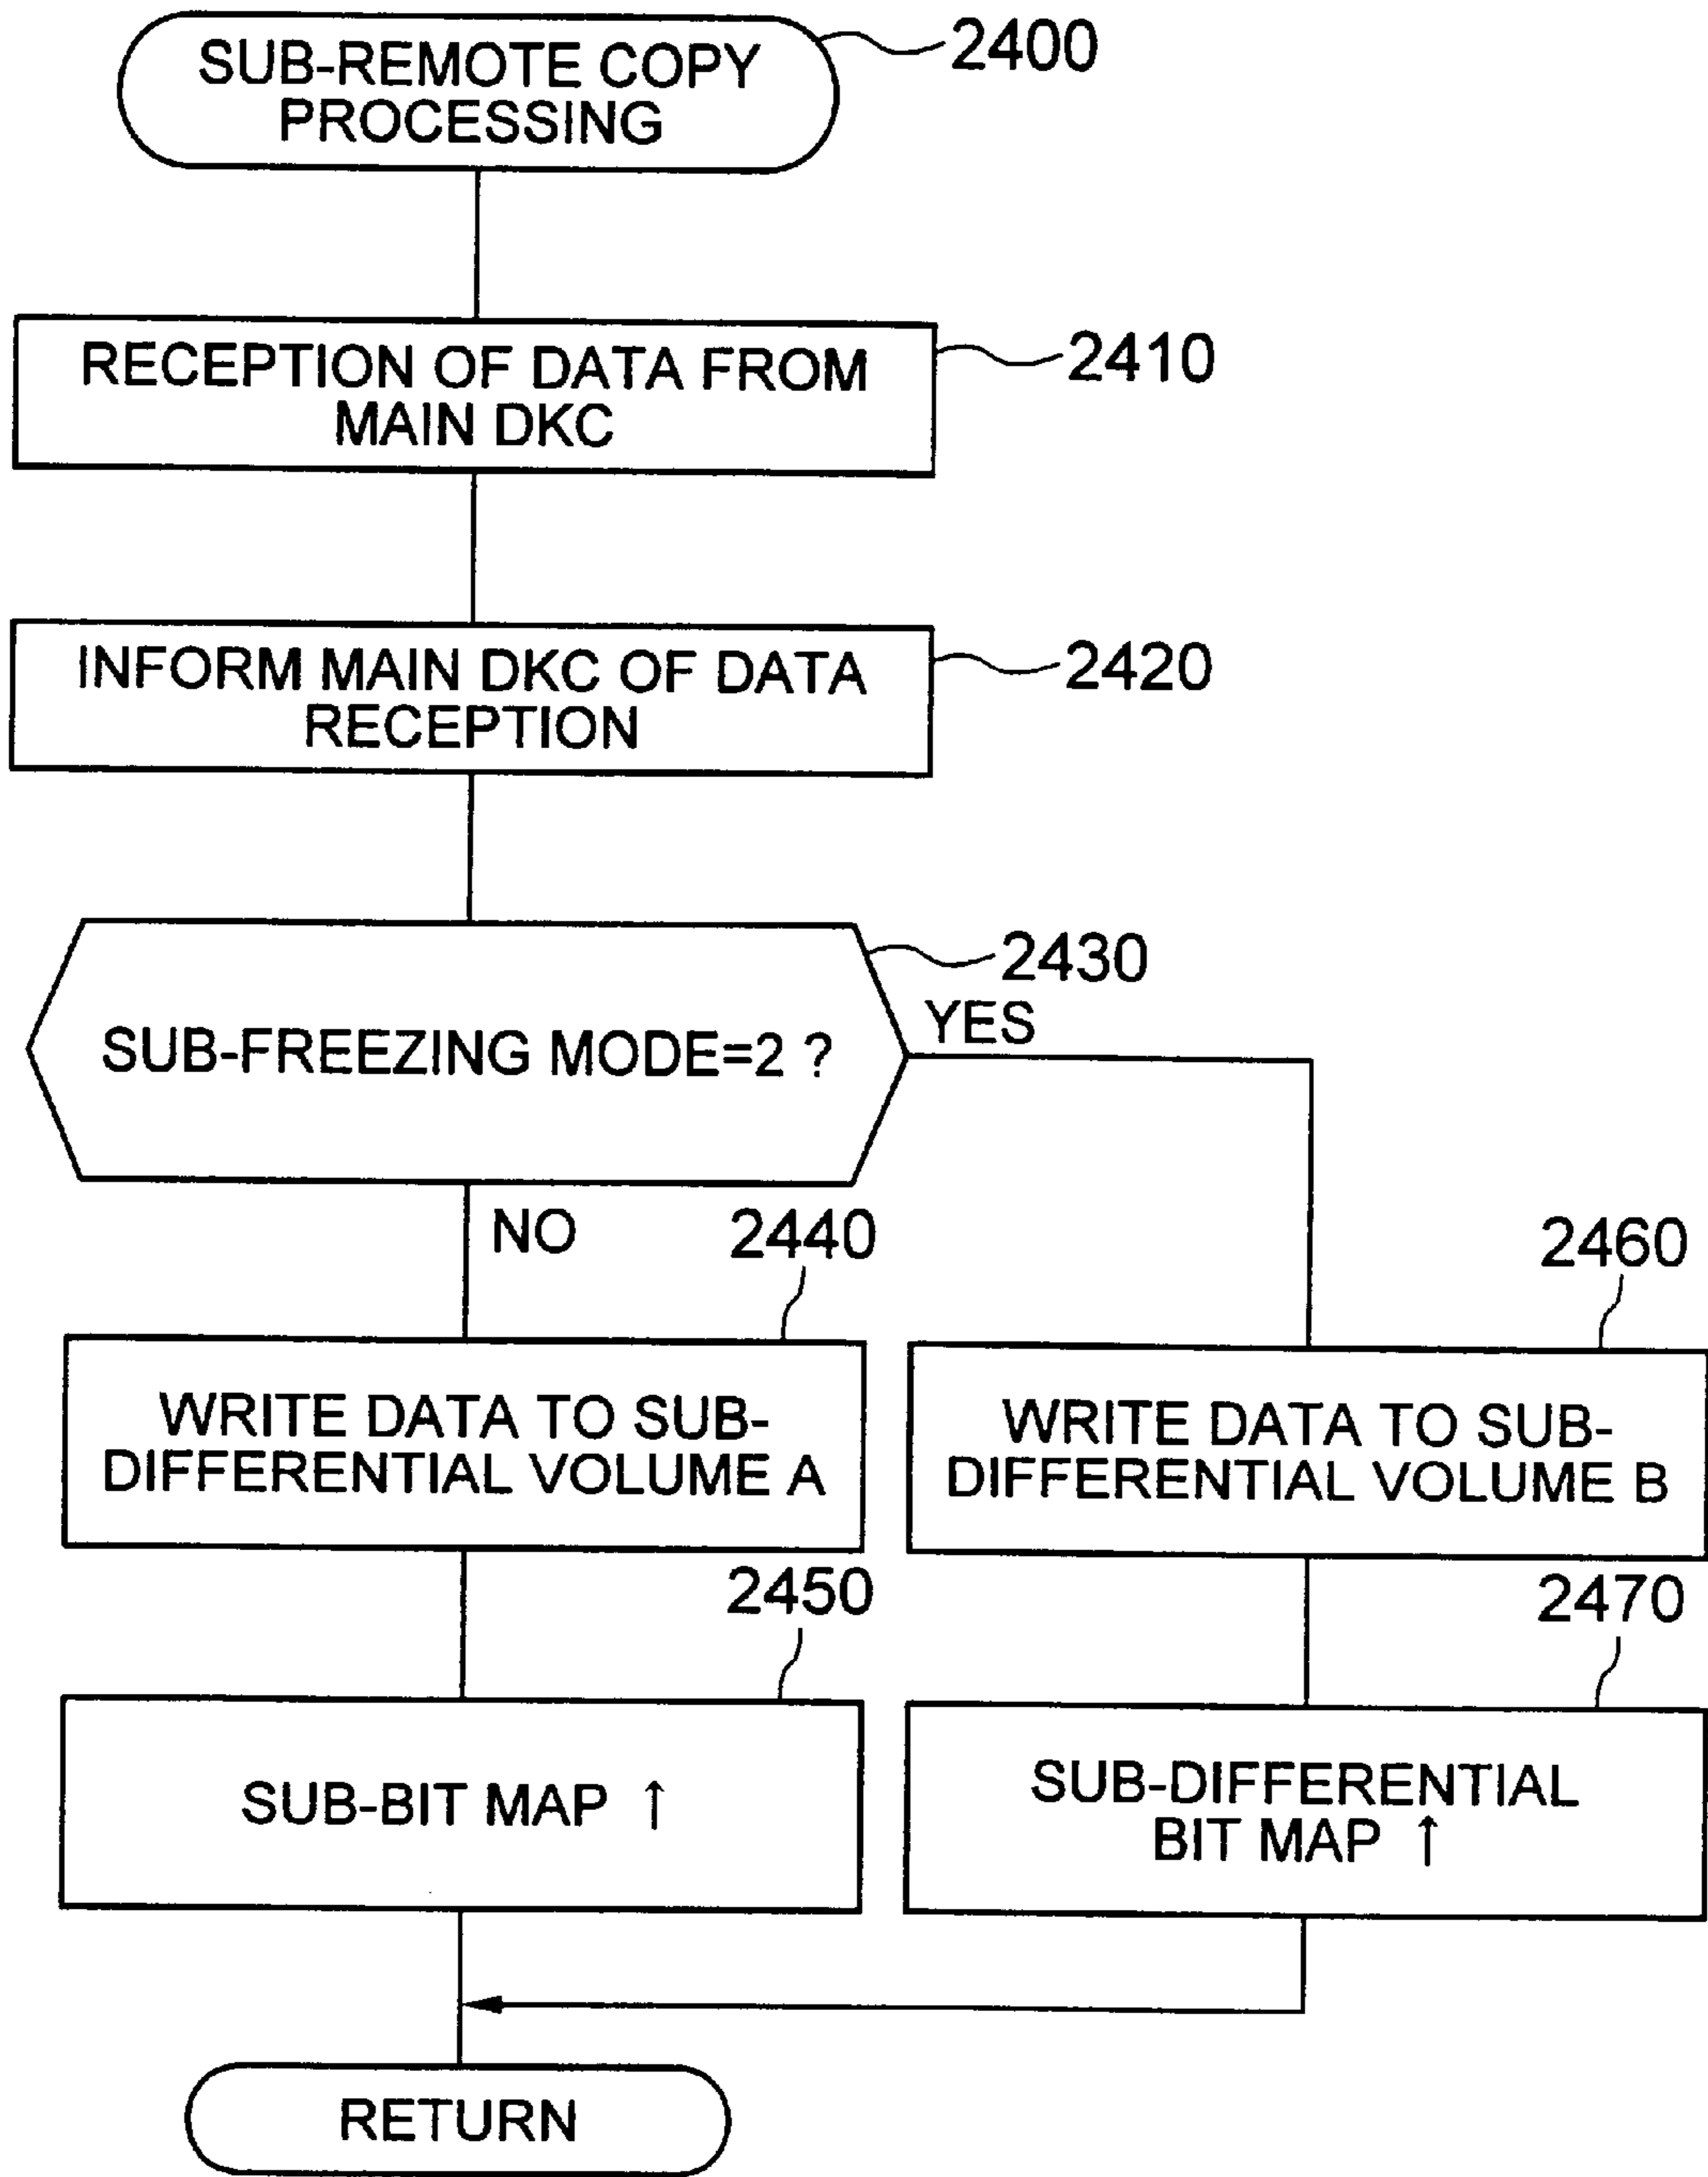 SUB-REMOTE COPY
PROCESSING
2400
RECEPTION OF DATA FROM
MAIN DKC
2410
INFORM MAIN DKC OF DATA
RECEPTION
2420
SUB-FREEZING MODE=2 ?
2430
YES
NO
2440
WRITE DATA TO SUB-
DIFFERENTIAL VOLUME A
2450
SUB-BIT MAP ↑
2460
WRITE DATA TO SUB-
DIFFERENTIAL VOLUME B
2470
SUB-DIFFERENTIAL
BIT MAP ↑
RETURN